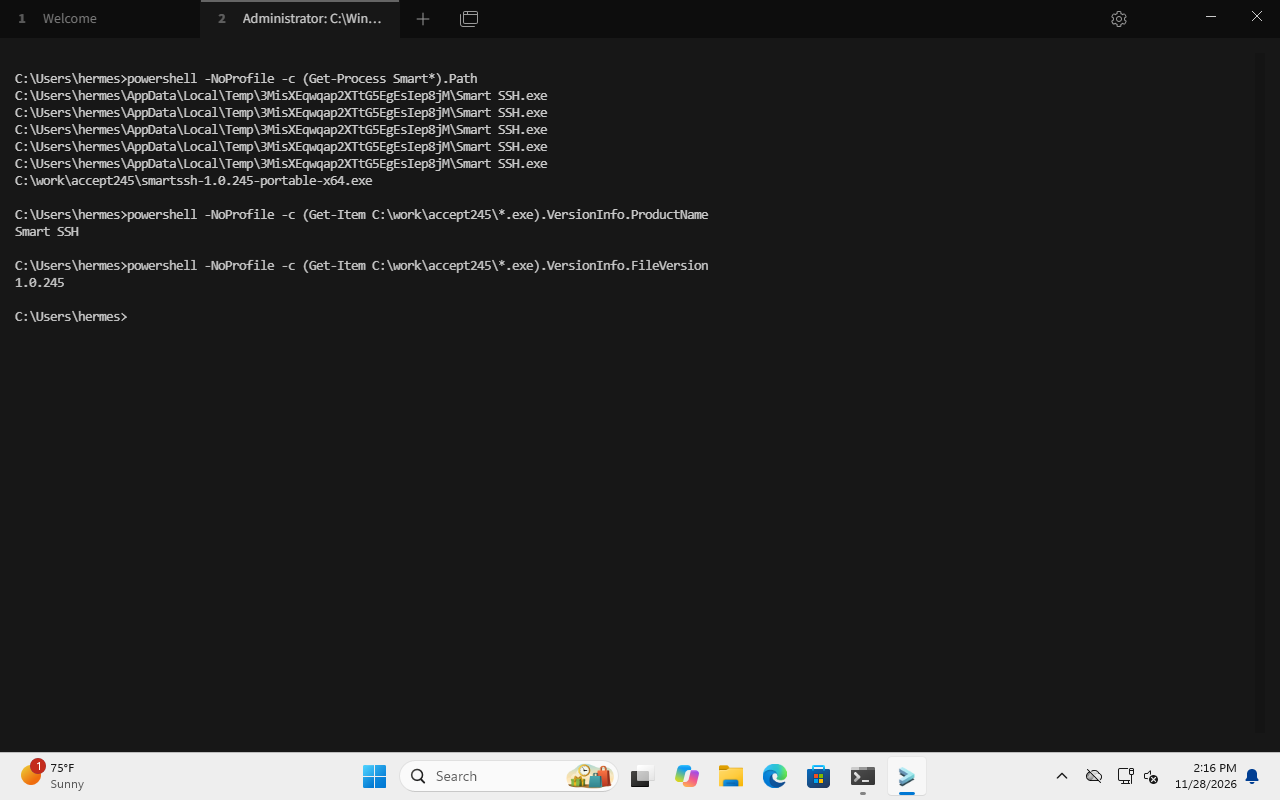 1 Welcome
2 Administrator: C:\Win...
C:\Users\hermes>powershell -NoProfile -c (Get-Process Smart*).Path
C:\Users\hermes\AppData\Local\Temp\3MisXEqwqap2XTtG5EgEsIep8jM\Smart SSH.exe
C:\Users\hermes\AppData\Local\Temp\3MisXEqwqap2XTtG5EgEsIep8jM\Smart SSH.exe
C:\Users\hermes\AppData\Local\Temp\3MisXEqwqap2XTtG5EgEsIep8jM\Smart SSH.exe
C:\Users\hermes\AppData\Local\Temp\3MisXEqwqap2XTtG5EgEsIep8jM\Smart SSH.exe
C:\Users\hermes\AppData\Local\Temp\3MisXEqwqap2XTtG5EgEsIep8jM\Smart SSH.exe
C:\work\accept245\smartssh-1.0.245-portable-x64.exe
C:\Users\hermes>powershell -NoProfile -c (Get-Item C:\work\accept245\*.exe).VersionInfo.ProductName
Smart SSH
C:\Users\hermes>powershell -NoProfile -c (Get-Item C:\work\accept245\*.exe).VersionInfo.FileVersion
1.0.245
C:\Users\hermes>
1
75°F
Sunny
Search
2:16 PM
11/28/2026